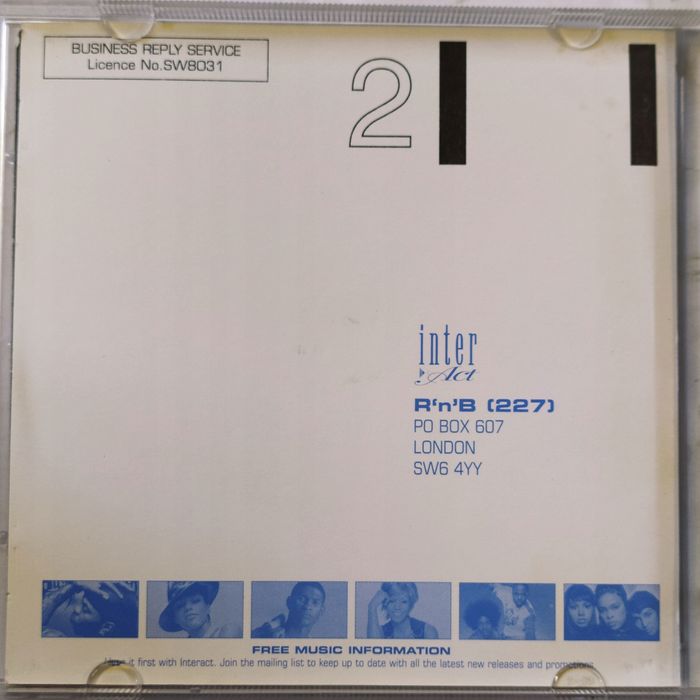 BUSINESS REPLY SERVICE
Licence No.SW8031
2
inter
Act
R'n'B (227)
PO BOX 607
LONDON
SW6 4YY
FREE MUSIC INFORMATION
it first with Interact. Join the mailing list to keep up to date with all the latest new releases and promotions